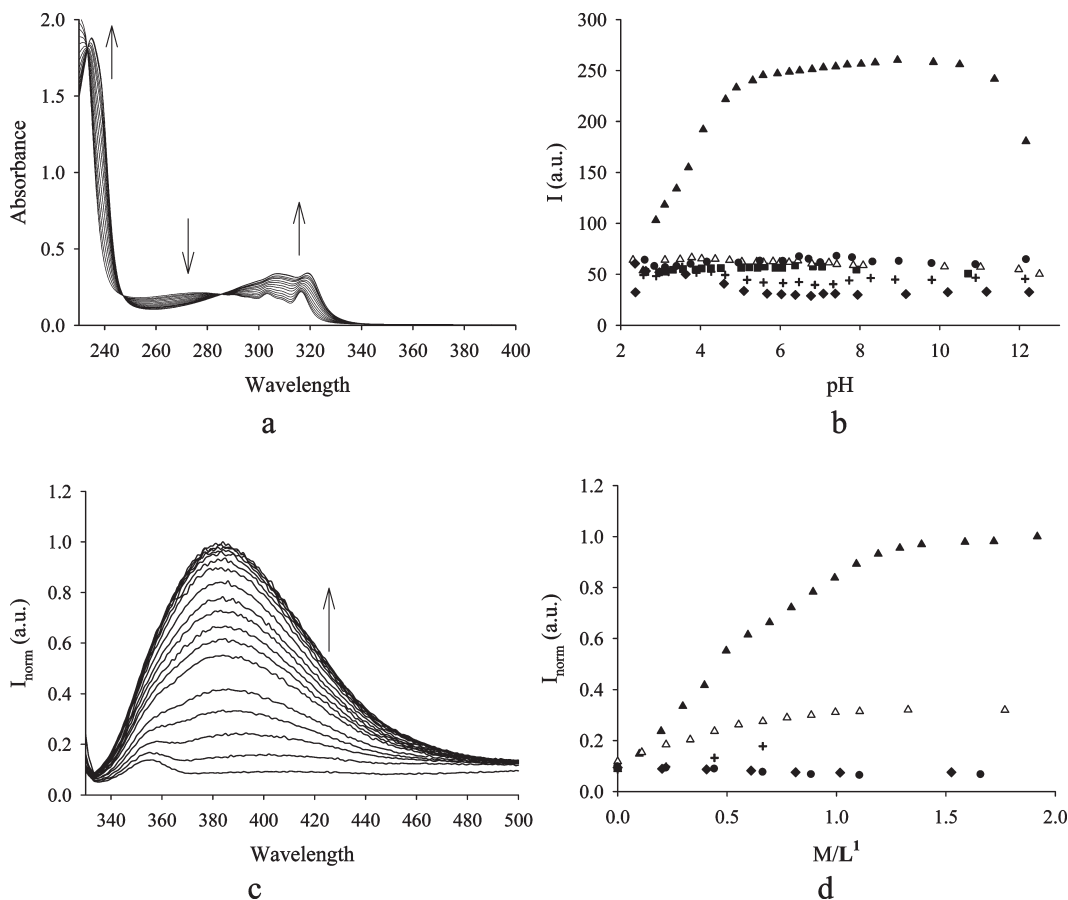 2.0
1.5
1.0
0.5
0.0
Absorbance
240 260 280 300 320 340 360 380 400
Wavelength
a
300
250
200
150
100
50
0
I (a.u.)
2 4 6 8 10 12
pH
b
1.2
1.0
0.8
0.6
0.4
0.2
0.0
Inorm (a.u.)
340 360 380 400 420 440 460 480 500
Wavelength
c
1.2
1.0
0.8
0.6
0.4
0.2
0.0
Inorm (a.u.)
0.0 0.5 1.0 1.5 2.0
M/L¹
d